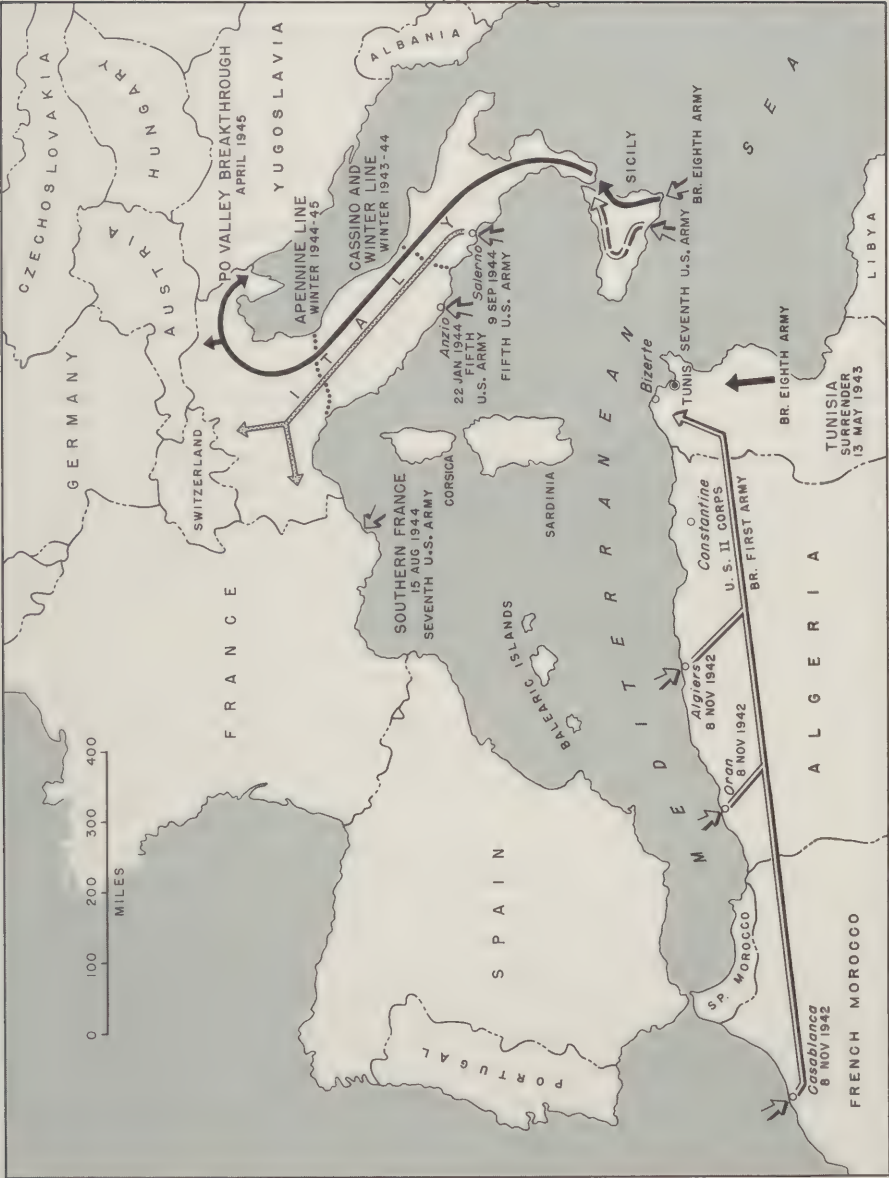 CZECHOSLOVAKIA
HUNGARY
GERMANY
AUSTRIA
PO VALLEY BREAKTHROUGH
APRIL 1945
YUGOSLAVIA
ALBANIA
SWITZERLAND
APENNINE LINE
WINTER 1944-45
CASSINO AND
WINTER LINE
WINTER 1943-44
ITALY
FRANCE
SOUTHERN FRANCE
15 AUG 1944
SEVENTH U.S. ARMY
CORSICA
Anzio
22 JAN 1944
FIFTH
U.S. ARMY
Salerno
9 SEP 1944
FIFTH U.S. ARMY
0 100 200 300 400
MILES
PORTUGAL
SPAIN
BALEARIC ISLANDS
SARDINIA
SICILY
SEVENTH U.S. ARMY
BR. EIGHTH ARMY
MEDITERRANEAN
SEA
SP. MOROCCO
Oran
8 NOV 1942
Algiers
8 NOV 1942
Constantine
U. S. II CORPS
BR. FIRST ARMY
Bizerte
TUNIS
BR. EIGHTH ARMY
TUNISIA
SURRENDER
13 MAY 1943
LIBYA
Casablanca
8 NOV 1942
FRENCH MOROCCO
ALGERIA